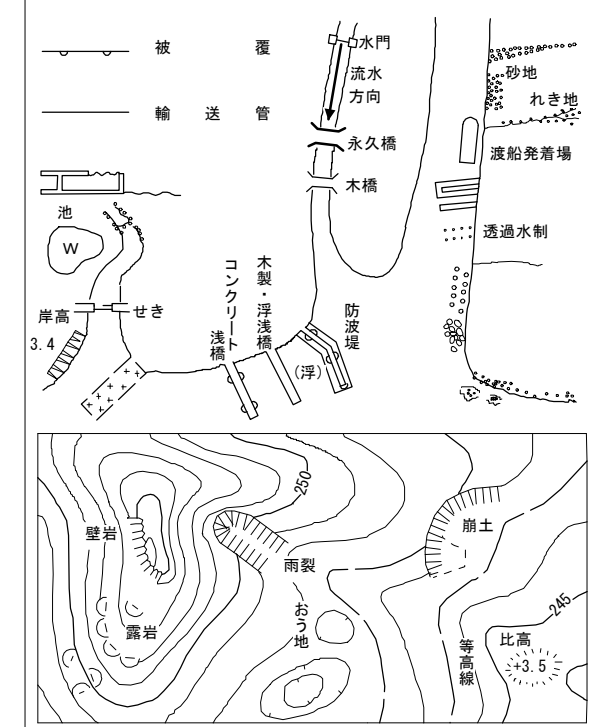 被覆
輸送管
水門
流水
方向
永久橋
木橋
砂地
れき地
渡船発着場
透過水制
池
W
せき
岸高
3.4
コンクリート
浅橋
木製・浮浅橋
防波堤
(浮)
250
壁岩
露岩
雨裂
おう地
崩土
等高線
245
比高
+3.5